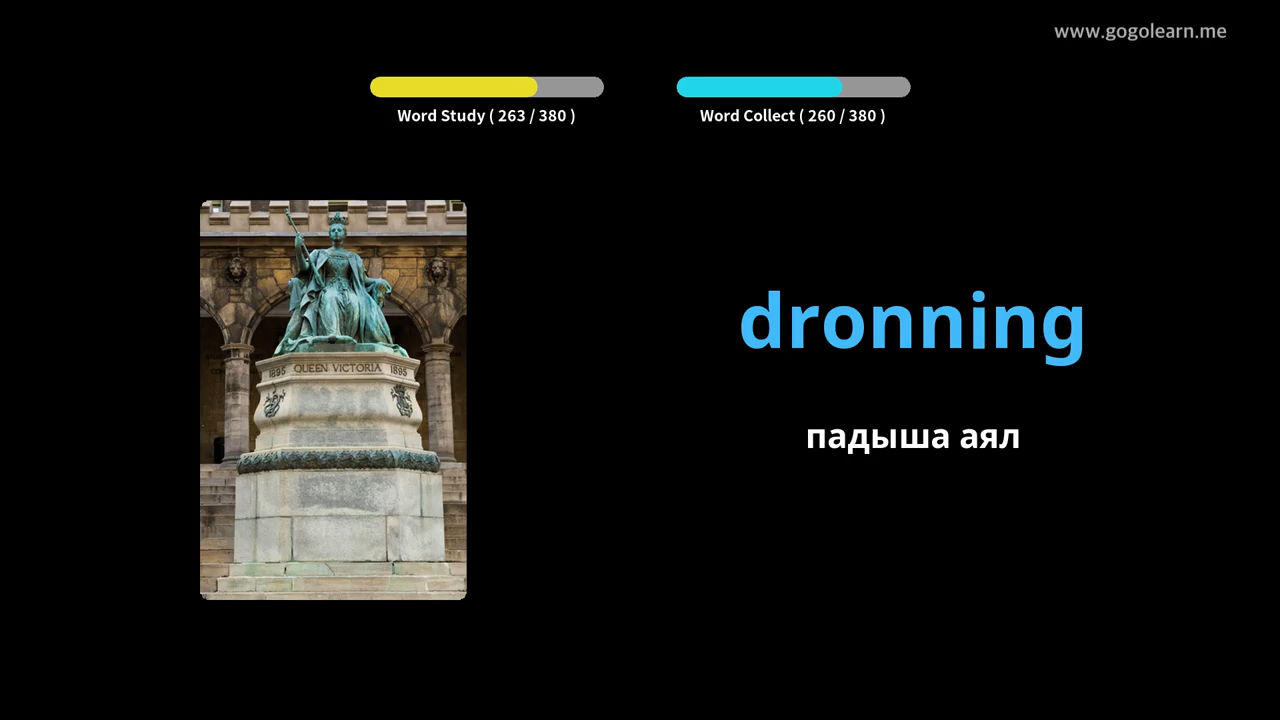 www.gogolearn.me
Word Study ( 263 / 380 )
Word Collect ( 260 / 380 )
dronning
падыша аял
1895 QUEEN VICTORIA 1895